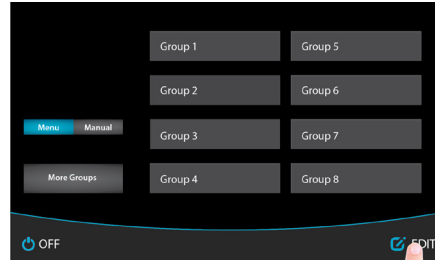 Group 1
Group 5
Group 2
Group 6
Menu
Manual
Group 3
Group 7
More Groups
Group 4
Group 8
OFF
EDIT